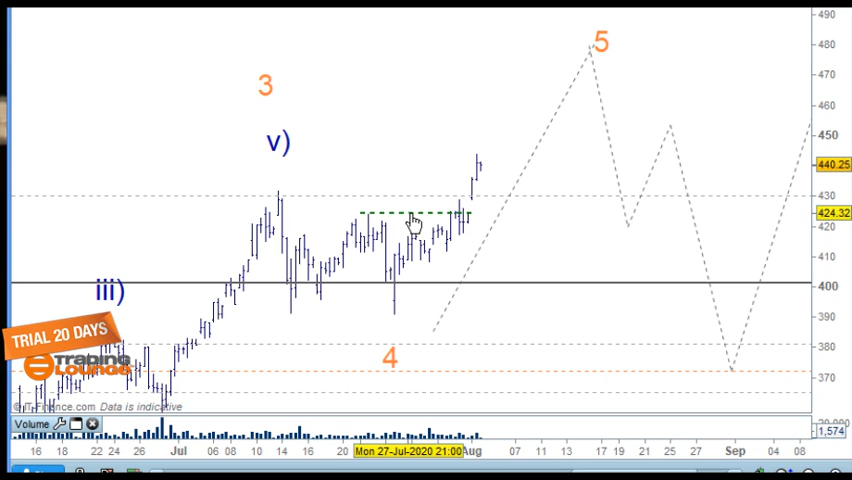 490
5
480
470
3
460
v)
450
440.25
430
424.32
420
410
iii)
400
390
TRIAL 20 DAYS
4
380
TRADING
LOUNGE
370
© IT-Finance.com Data is indicative
Volume
1,574
16 18 22 24 26 Jul 06 08 10 14 16 20 Mon 27-Jul-2020 21:00 Aug 07 11 13 17 19 21 25 27 Sep 04 08